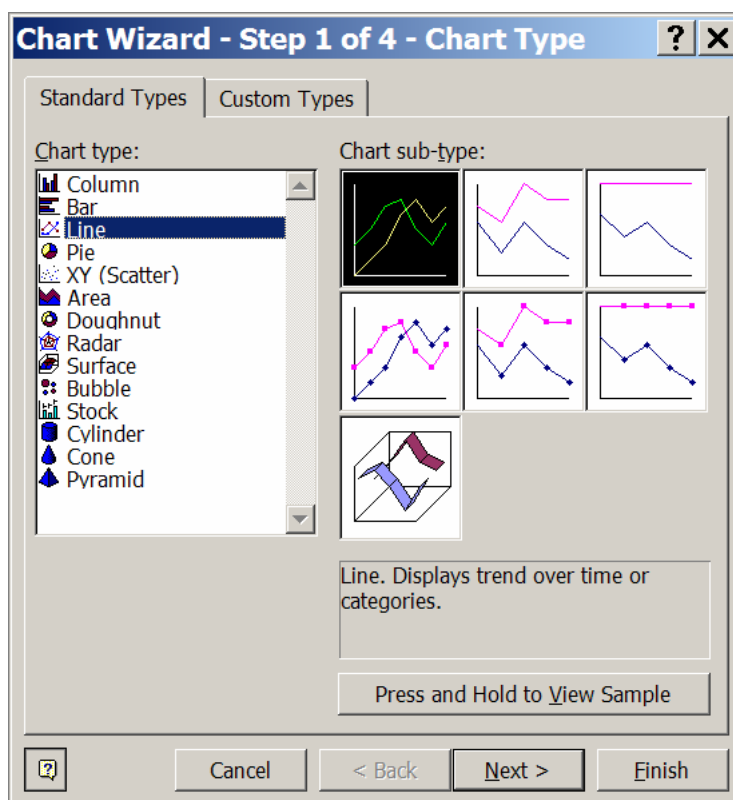 Chart Wizard - Step 1 of 4 - Chart Type
Standard Types
Custom Types
Chart type:
Column
Bar
Line
Pie
XY (Scatter)
Area
Doughnut
Radar
Surface
Bubble
Stock
Cylinder
Cone
Pyramid
Chart sub-type:
Line. Displays trend over time or
categories.
Press and Hold to View Sample
Cancel
< Back
Next >
Finish